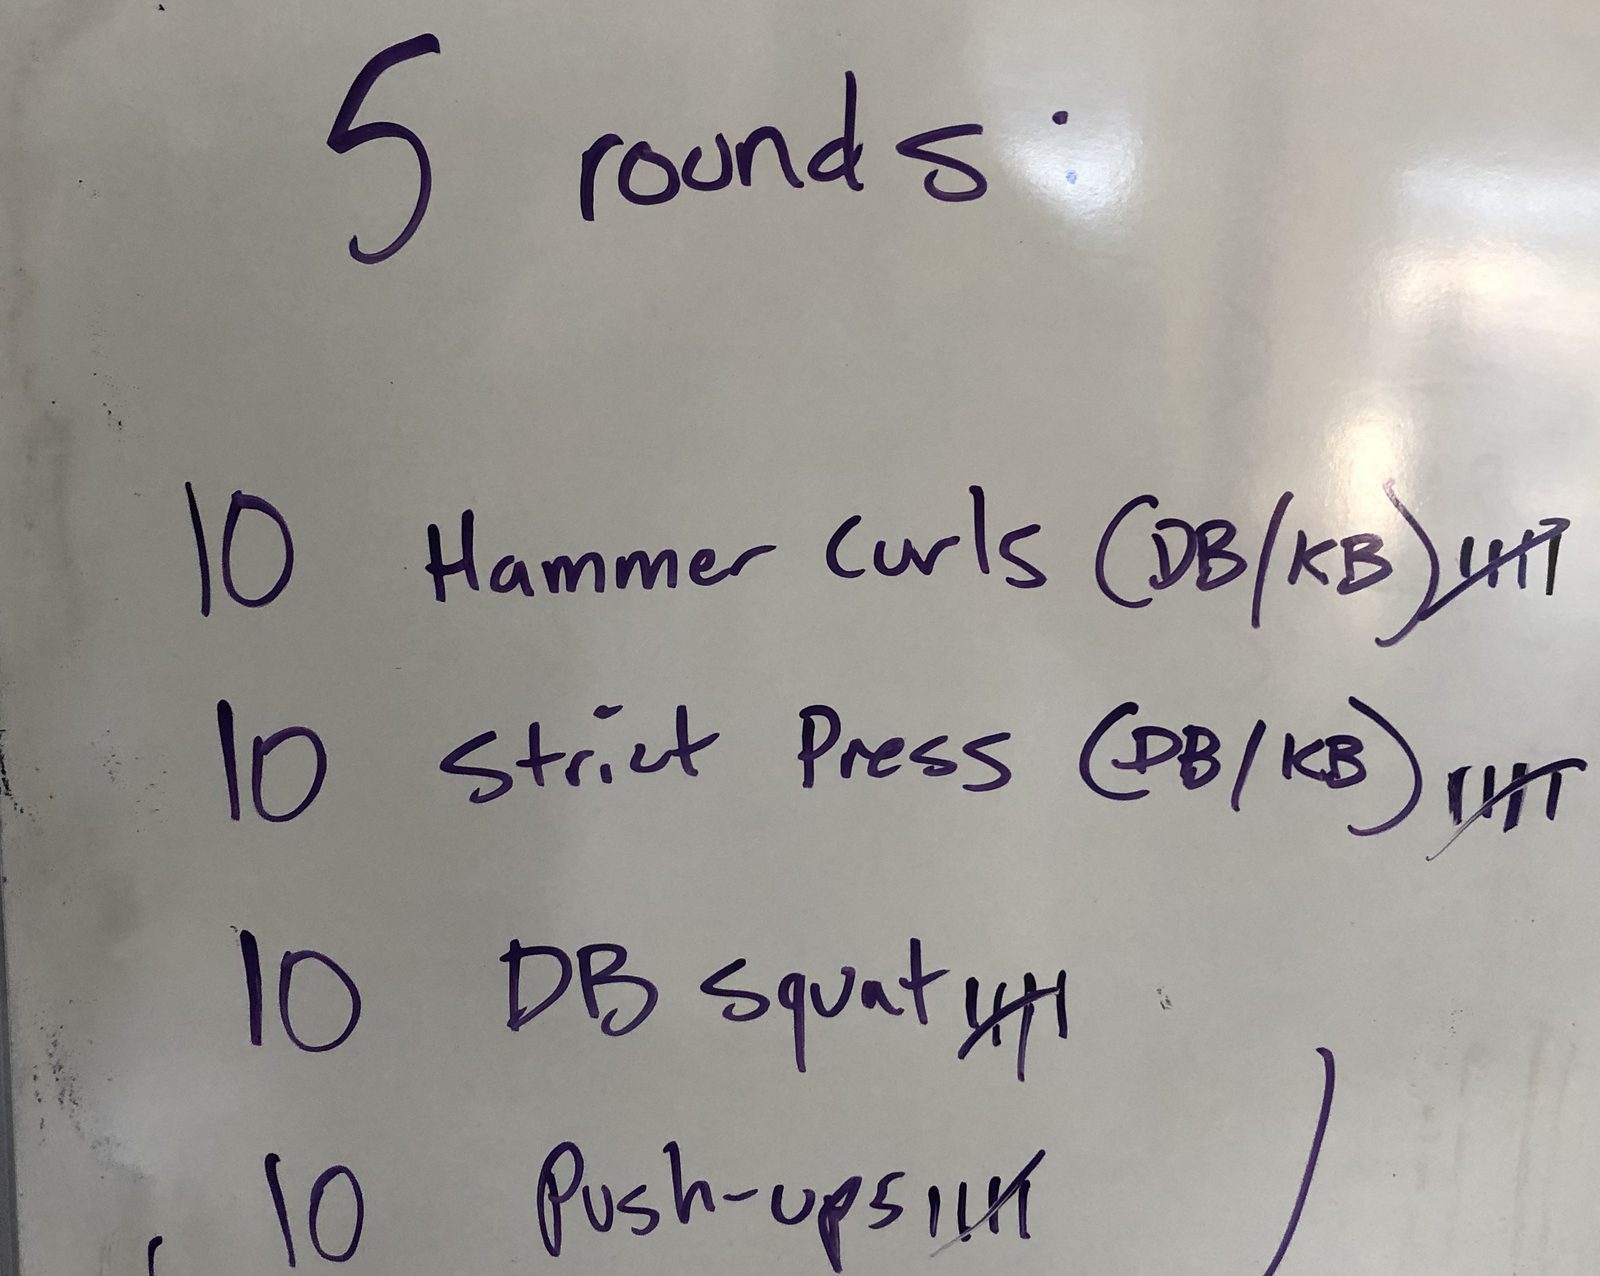 5 rounds:
10 Hammer Curls (DB/KB)
10 Strict Press (DB/KB)
10 DB squat
10 Push-ups